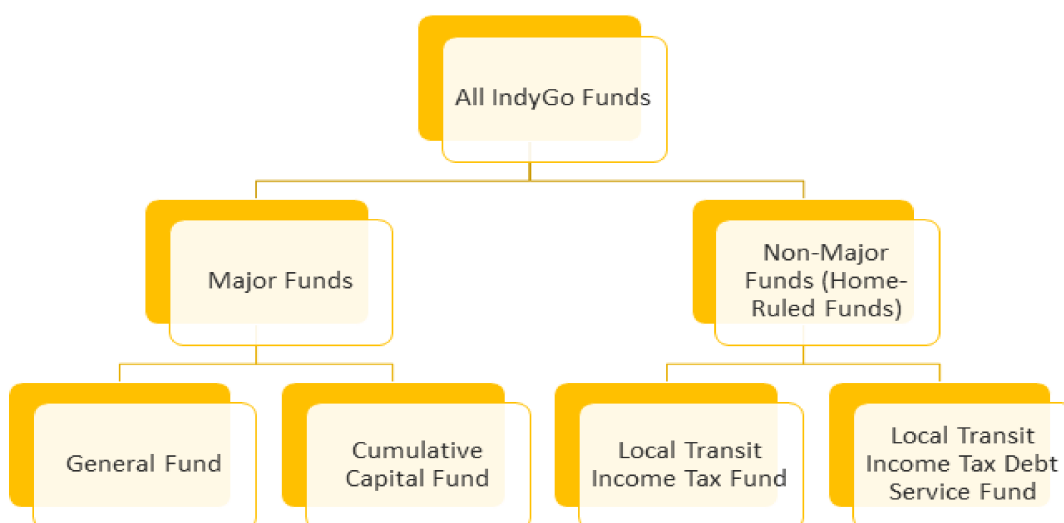 All IndyGo Funds
Major Funds
Non-Major
Funds (Home-
Ruled Funds)
General Fund
Cumulative
Capital Fund
Local Transit
Income Tax Fund
Local Transit
Income Tax Debt
Service Fund